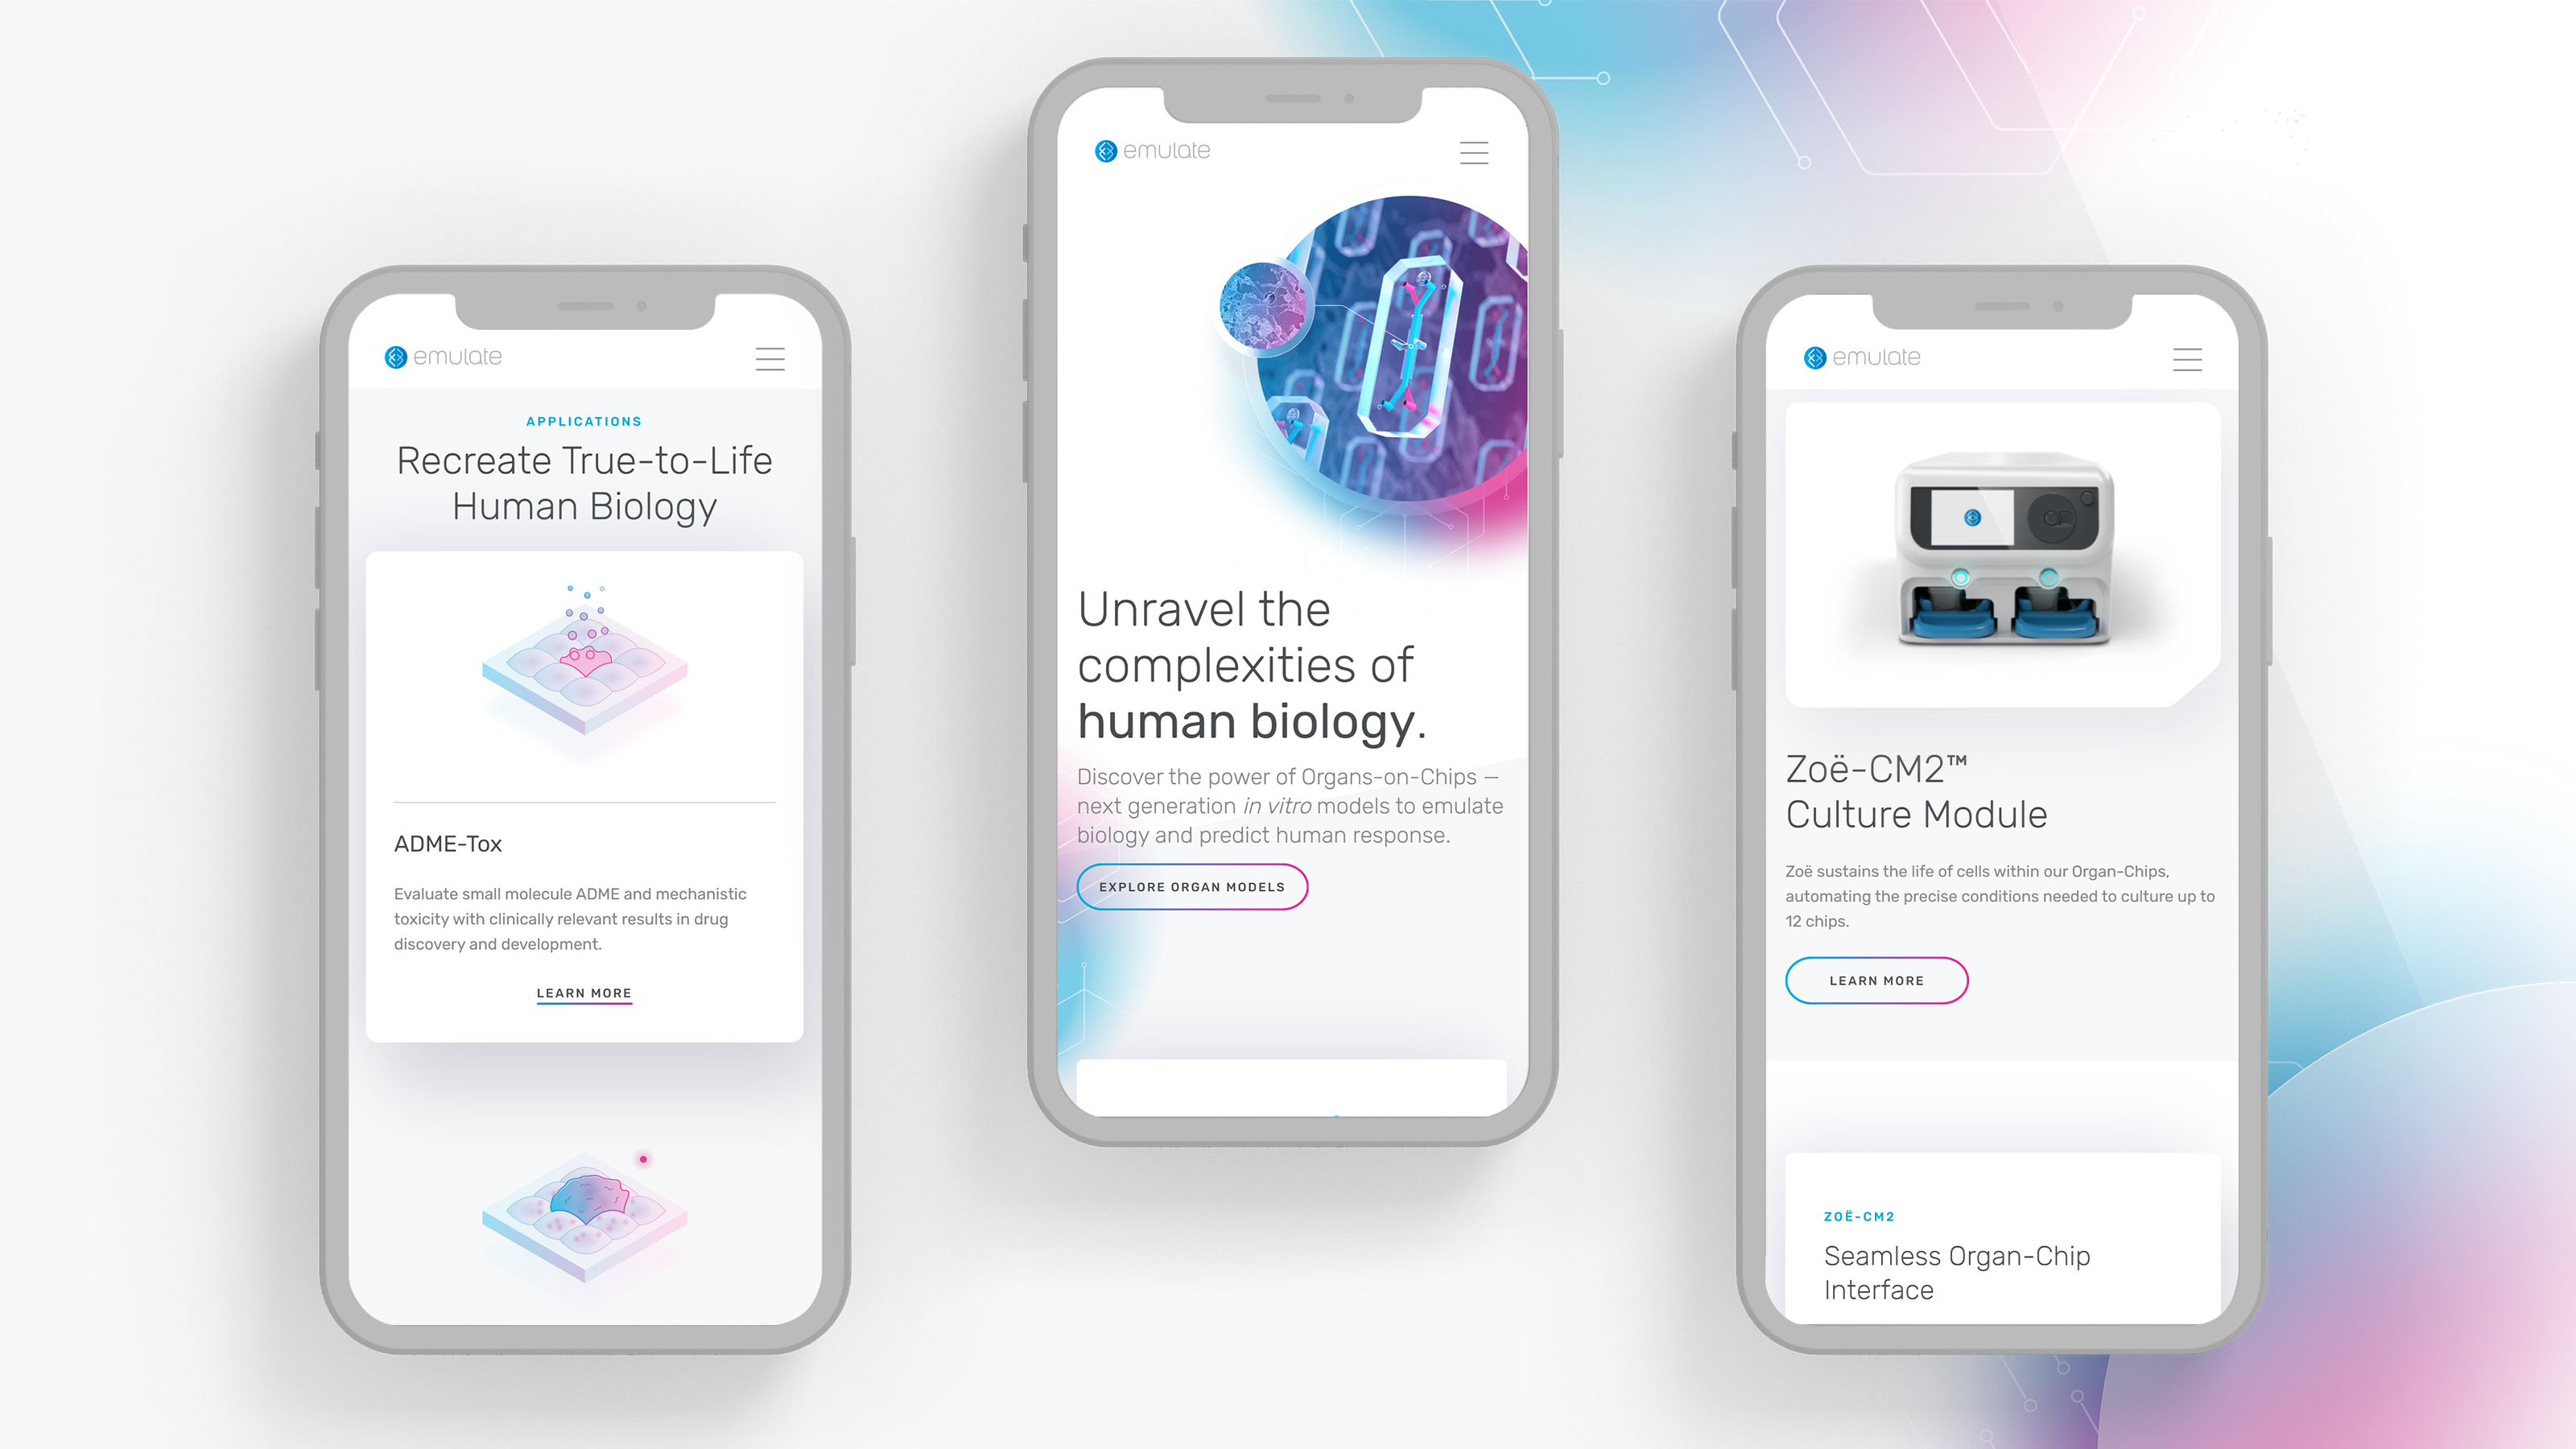 emulate
APPLICATIONS
Recreate True-to-Life
Human Biology
ADME-Tox
Evaluate small molecule ADME and mechanistic
toxicity with clinically relevant results in drug
discovery and development.
LEARN MORE
emulate
Unravel the
complexities of
human biology.
Discover the power of Organs-on-Chips —
next generation in vitro models to emulate
biology and predict human response.
EXPLORE ORGAN MODELS
emulate
Zoë-CM2™
Culture Module
Zoë sustains the life of cells within our Organ-Chips,
automating the precise conditions needed to culture up to
12 chips.
LEARN MORE
ZOË-CM2
Seamless Organ-Chip
Interface